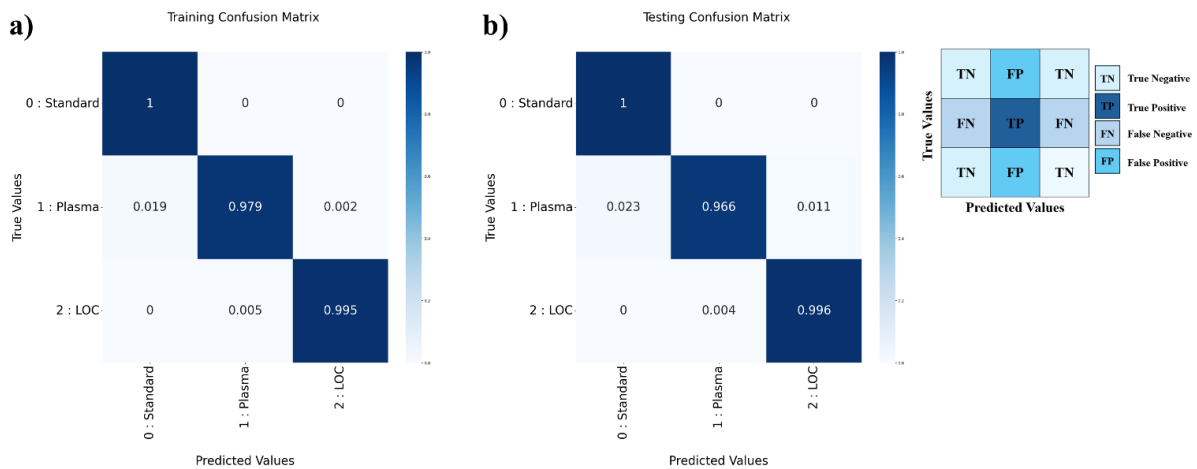 a)
Training Confusion Matrix
True Values
0 : Standard
1 0 0
1 : Plasma
0.019 0.979 0.002
2 : LOC
0 0.005 0.995
0 : Standard
1 : Plasma
2 : LOC
Predicted Values
b)
Testing Confusion Matrix
True Values
0 : Standard
1 0 0
1 : Plasma
0.023 0.966 0.011
2 : LOC
0 0.004 0.996
0 : Standard
1 : Plasma
2 : LOC
Predicted Values
True Values
TN FP TN
FN TP FN
TN FP TN
Predicted Values
TN True Negative
TP True Positive
FN False Negative
FP False Positive